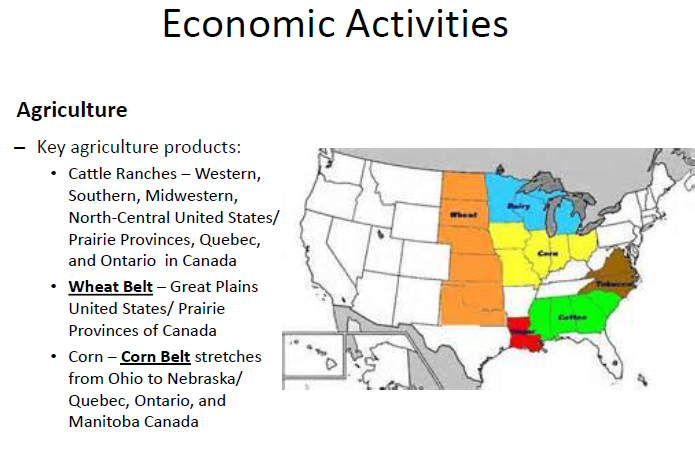 Economic Activities
Agriculture
– Key agriculture products:
• Cattle Ranches – Western,
Southern, Midwestern,
North-Central United States/
Prairie Provinces, Quebec,
and Ontario in Canada
• Wheat Belt – Great Plains
United States/ Prairie
Provinces of Canada
• Corn – Corn Belt stretches
from Ohio to Nebraska/
Quebec, Ontario, and
Manitoba Canada
Dairy
Wheat
Corn
Tobacco
Cotton